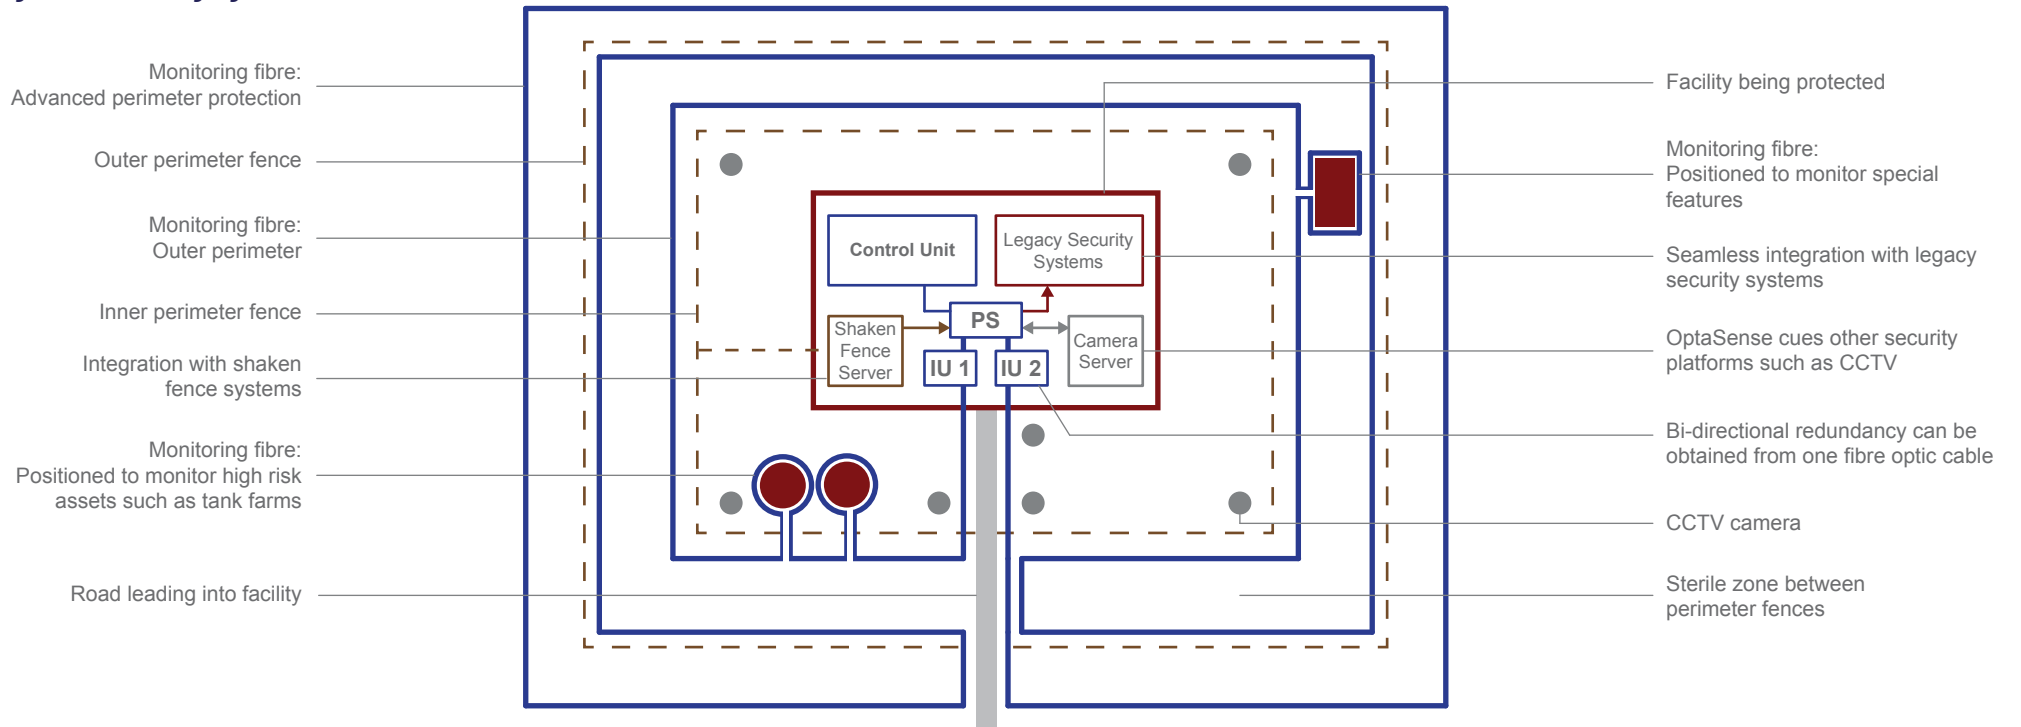 Monitoring fibre:
Advanced perimeter protection
Outer perimeter fence
Monitoring fibre:
Outer perimeter
Inner perimeter fence
Integration with shaken
fence systems
Monitoring fibre:
Positioned to monitor high risk
assets such as tank farms
Road leading into facility
Control Unit
Legacy Security
Systems
PS
Shaken
Fence
Server
IU 1
IU 2
Camera
Server
Facility being protected
Monitoring fibre:
Positioned to monitor special
features
Seamless integration with legacy
security systems
OptaSense cues other security
platforms such as CCTV
Bi-directional redundancy can be
obtained from one fibre optic cable
CCTV camera
Sterile zone between
perimeter fences